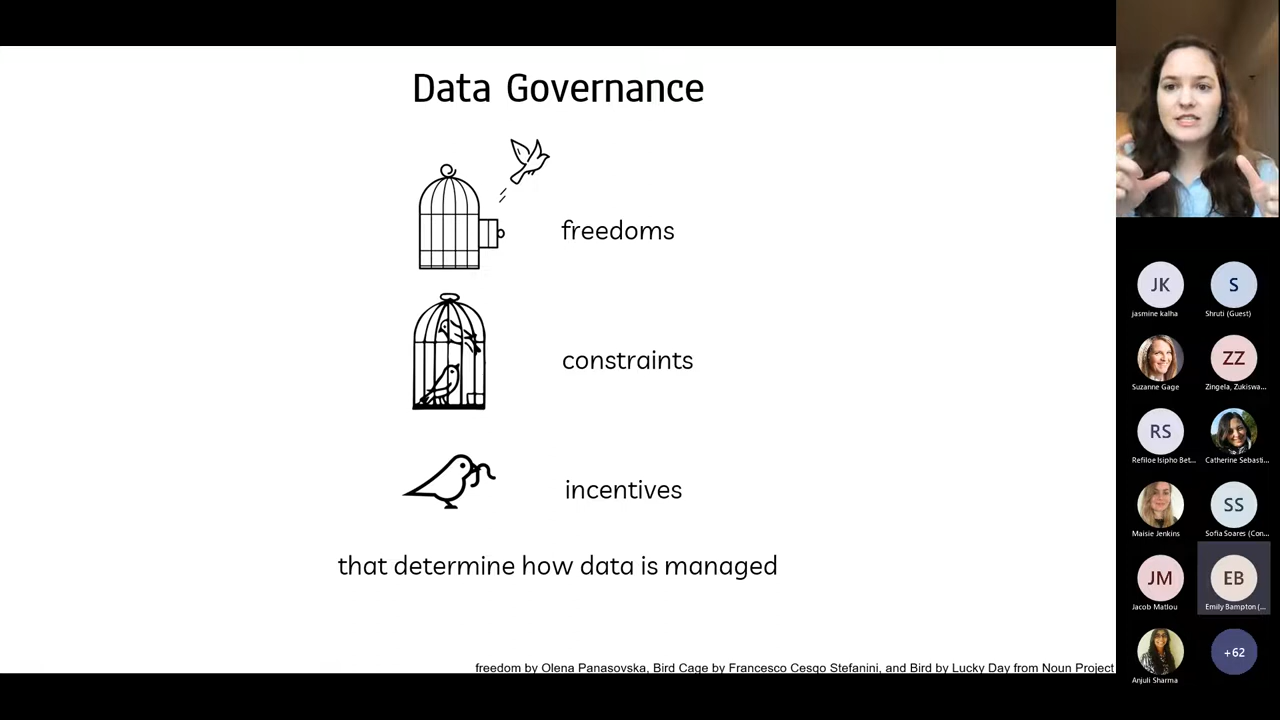 Data Governance
freedoms
constraints
incentives
that determine how data is managed
freedom by Olena Panasovska, Bird Cage by Francesco Cesqo Stefanini, and Bird by Lucky Day from Noun Project
JK
S
jasmine kalha
Shruti (Guest)
ZZ
Suzanne Gage
Zingela, Zukiswa...
RS
Refiloe Isipho Bet...
Catherine Sebasti...
SS
Maisie Jenkins
Sofia Soares (Con...
JM
EB
Jacob Matlou
Emily Bampton (...
+62
Anjuli Sharma